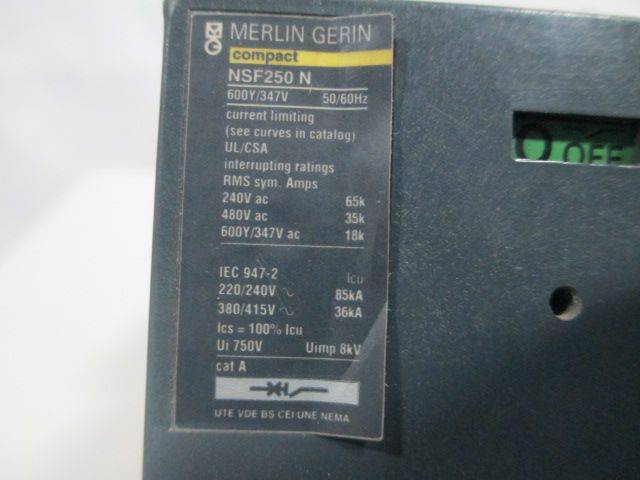 MERLIN GERIN
compact
NSF250 N
600Y/347V 50/60Hz
current limiting
(see curves in catalog)
UL/CSA
interrupting ratings
RMS sym. Amps
240V ac 65k
480V ac 35k
600Y/347V ac 18k
IEC 947-2 Icu
220/240V ~ 85kA
380/415V ~ 36kA
Ics = 100% Icu
Ui 750V Uimp 8kV
cat A
UTE VDE BS CEI UNE NEMA
O OFF